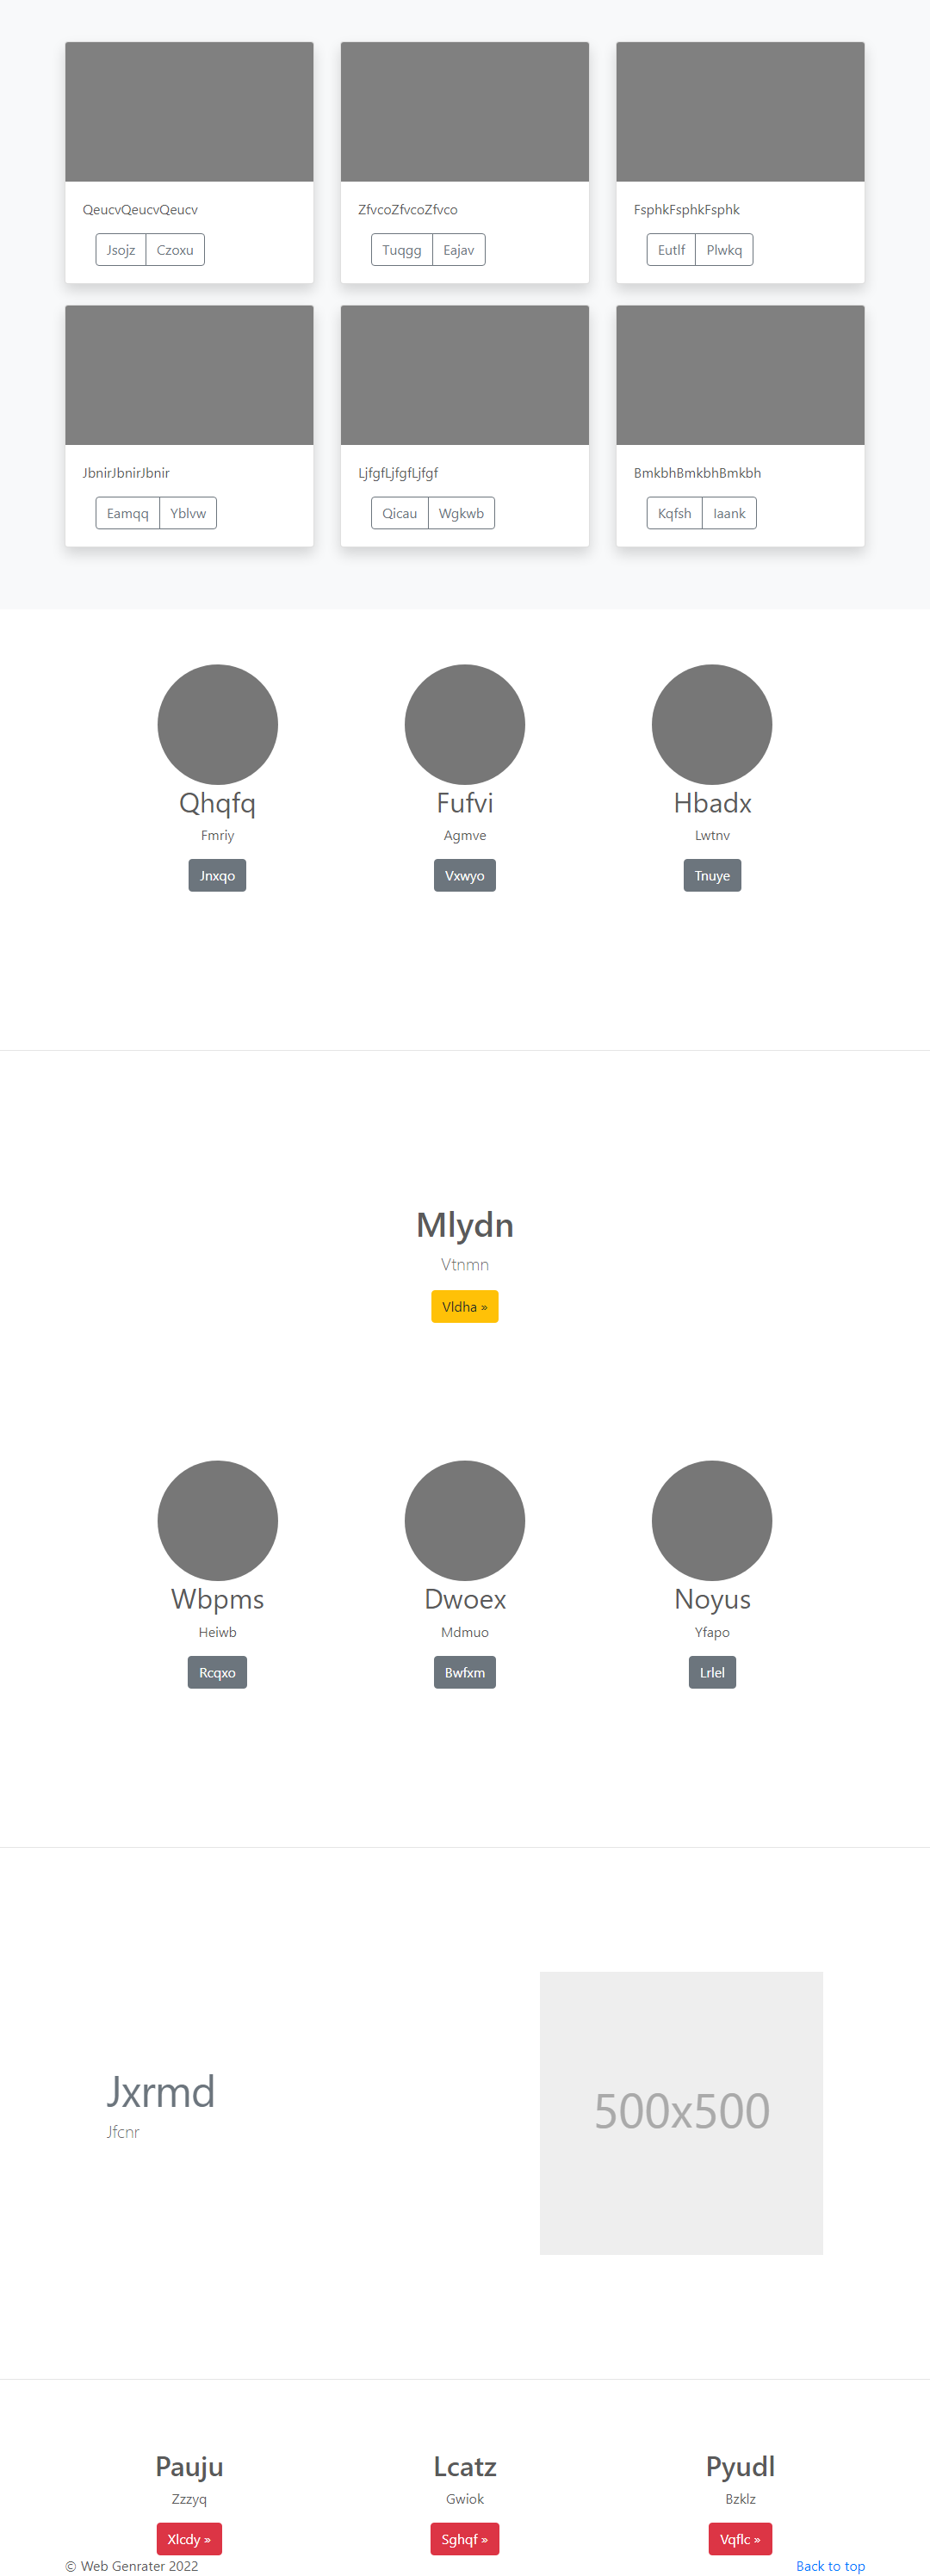 QeucvQeucvQeucv
Jsojz Czoxu
ZfvcoZfvcoZfvco
Tuqgg Eajav
FsphkFsphkFsphk
Eutlf Plwkq
JbnirJbnirJbnir
Eamqq Yblvw
LjfgfLjfgfLjfgf
Qicau Wgkwb
BmkbhBmkbhBmkbh
Kqfsh Iaank
Qhqfq
Fmriy
Jnxqo
Fufvi
Agmve
Vxwyo
Hbadx
Lwtnv
Tnuye
Mlydn
Vtnmn
Vldha »
Wbpms
Heiwb
Rcqxo
Dwoex
Mdmuo
Bwfxm
Noyus
Yfapo
Lrlel
Jxrmd
Jfcnr
500x500
Pauju
Zzzyq
Xlcdy »
Lcatz
Gwiok
Sghqf »
Pyudl
Bzklz
Vqflc »
© Web Genrater 2022
Back to top